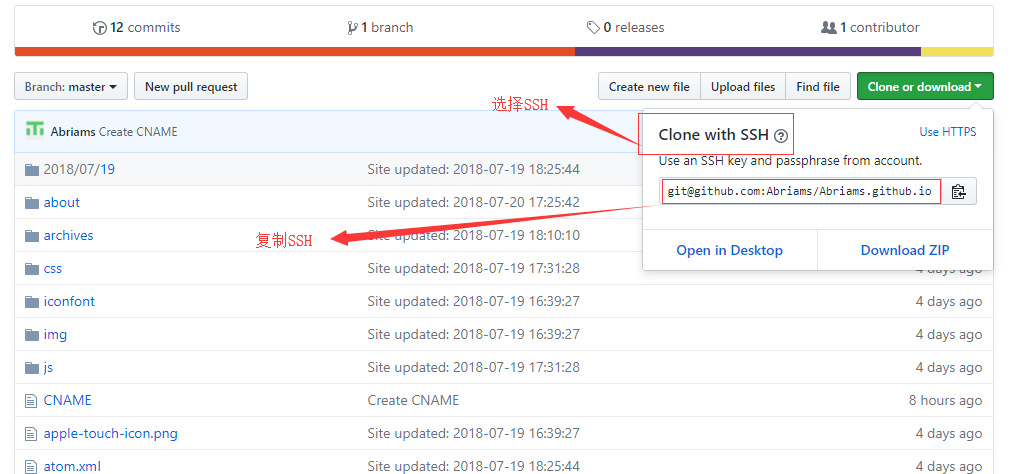 12 commits 1 branch 0 releases 1 contributor
Branch: master New pull request Create new file Upload files Find file Clone or download
选择SSH
Abriams Create CNAME
Clone with SSH ? Use HTTPS
Use an SSH key and passphrase from account.
git@github.com:Abriams/Abriams.github.io
Open in Desktop Download ZIP
复制SSH
2018/07/19 Site updated: 2018-07-19 18:25:44
about Site updated: 2018-07-20 17:25:42
archives Site updated: 2018-07-19 18:10:10
css Site updated: 2018-07-19 17:31:28 4 days ago
iconfont Site updated: 2018-07-19 16:39:27 4 days ago
img Site updated: 2018-07-19 16:39:27 4 days ago
js Site updated: 2018-07-19 17:31:28 4 days ago
CNAME Create CNAME 8 hours ago
apple-touch-icon.png Site updated: 2018-07-19 16:39:27 4 days ago
atom.xml Site updated: 2018-07-19 18:25:44 4 days ago